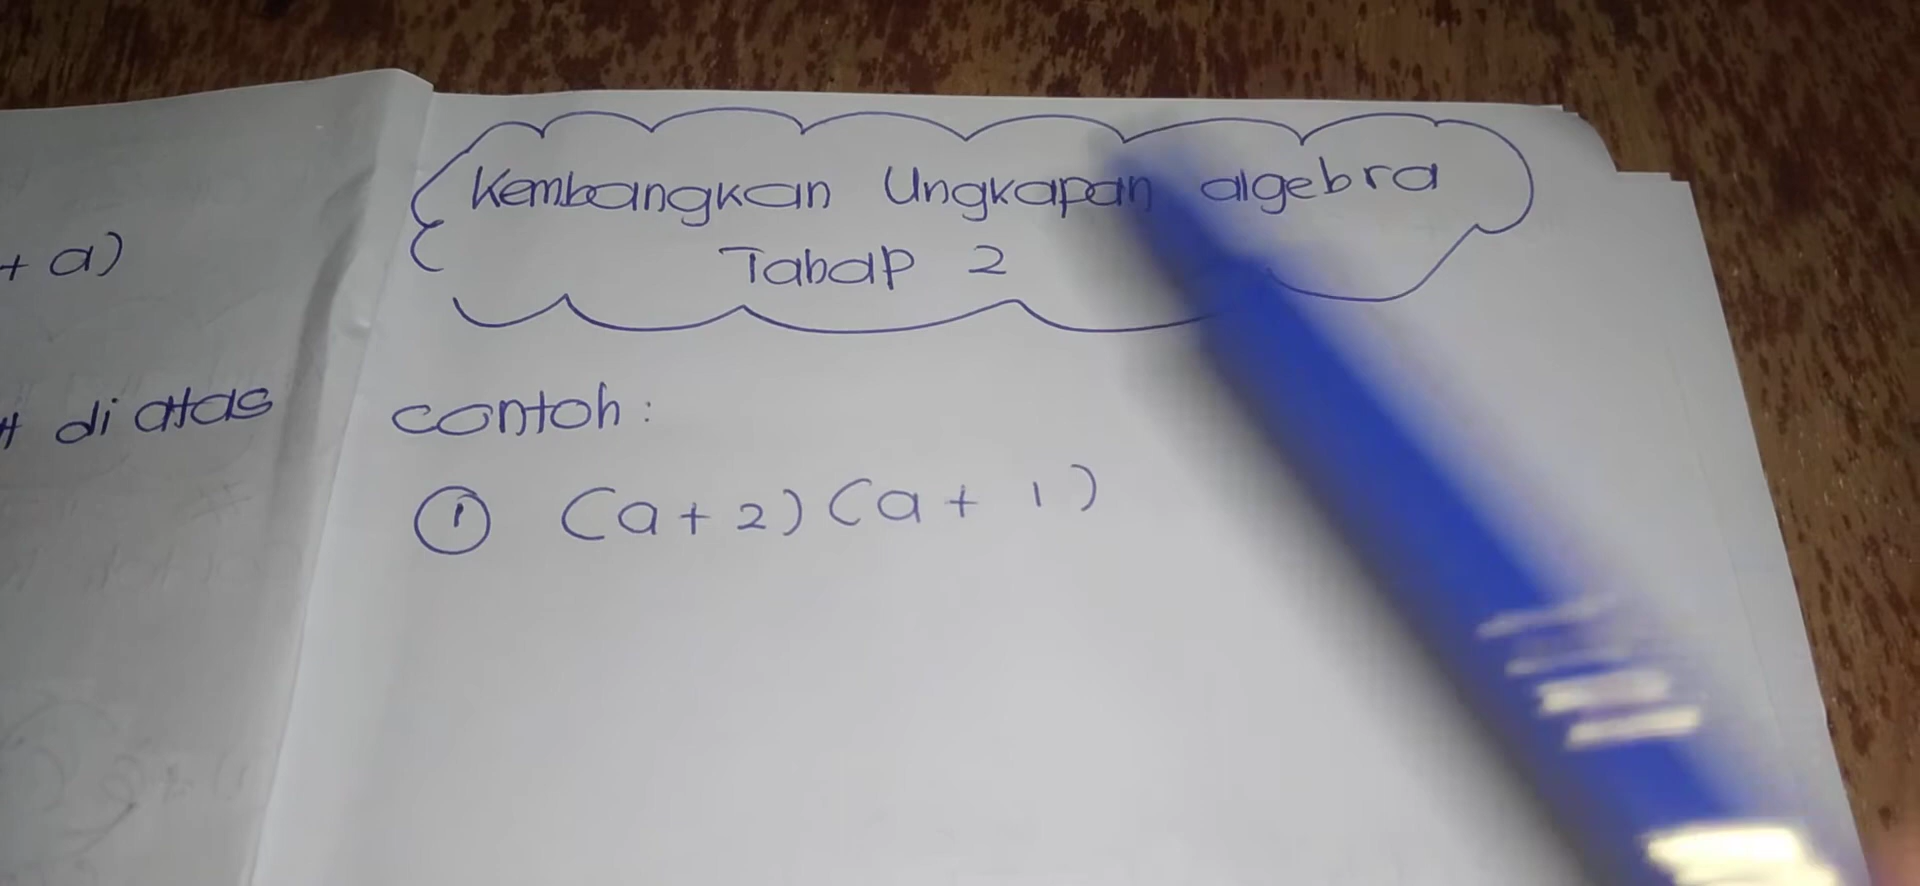 + a)
di atas
Kembangkan Ungkapan algebra
Tahap 2
contoh:
① (a + 2) (a + 1)